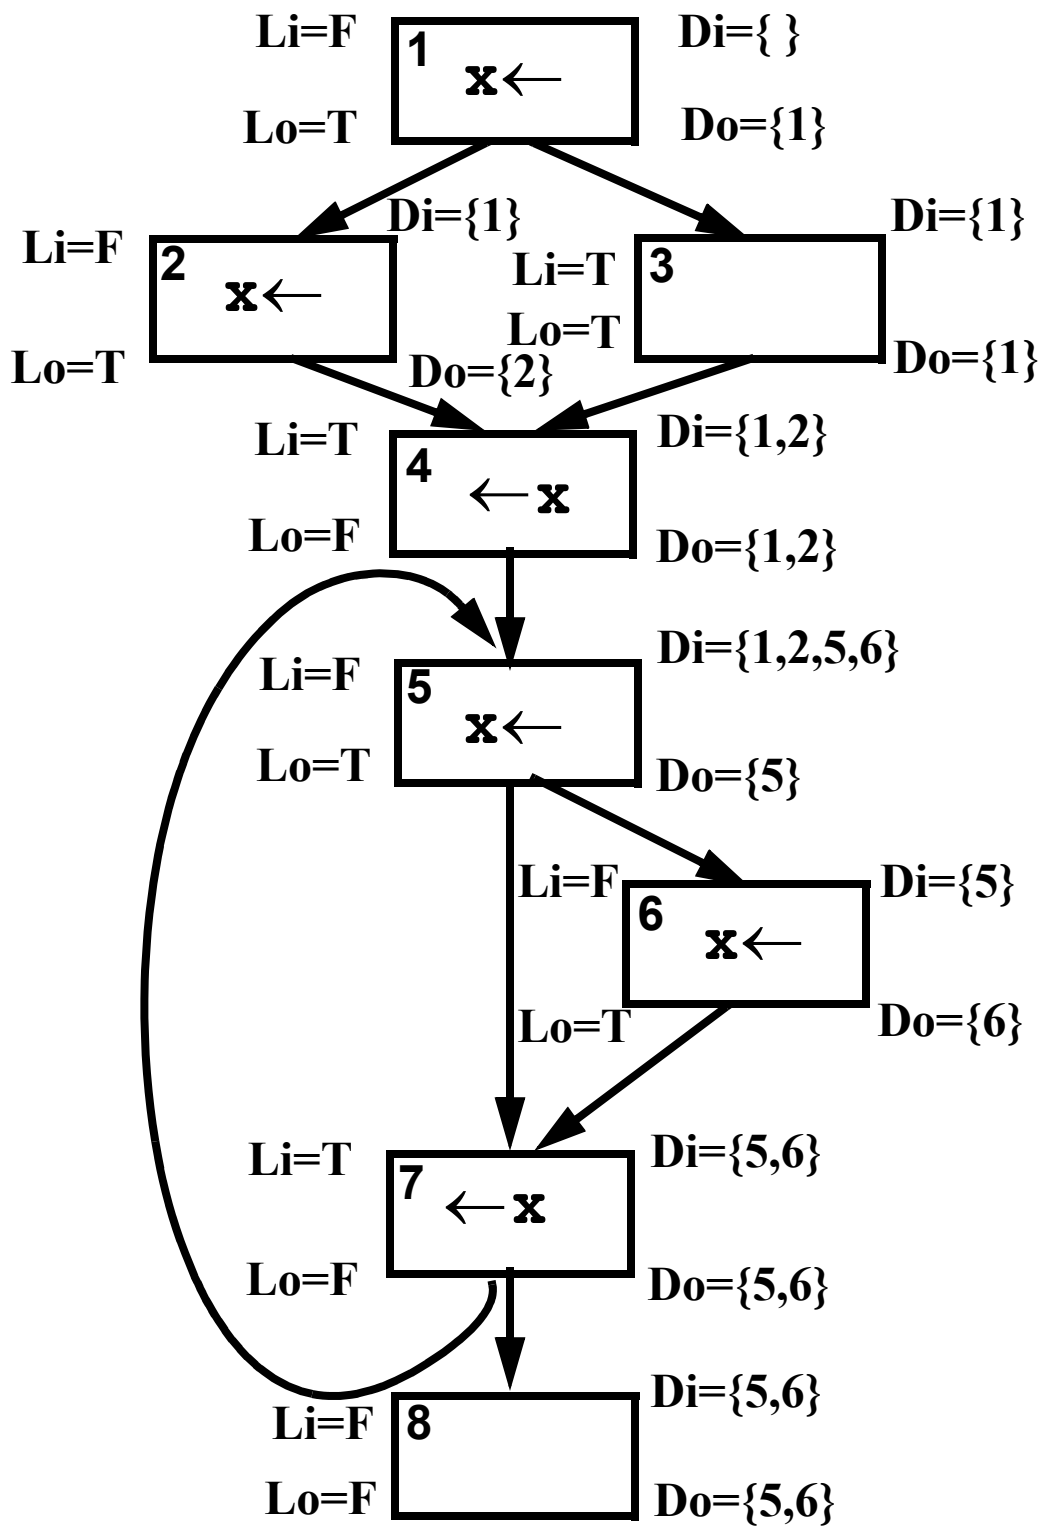 Li=F
Di={ }
1
x←
Lo=T
Do={1}
Di={1}
Di={1}
Li=F
2
x←
Li=T
3
Lo=T
Lo=T
Do={2}
Do={1}
Li=T
Di={1,2}
4
←x
Lo=F
Do={1,2}
Di={1,2,5,6}
Li=F
5
x←
Lo=T
Do={5}
Li=F
Di={5}
6
x←
Lo=T
Do={6}
Li=T
Di={5,6}
7
←x
Lo=F
Do={5,6}
Di={5,6}
Li=F
8
Lo=F
Do={5,6}